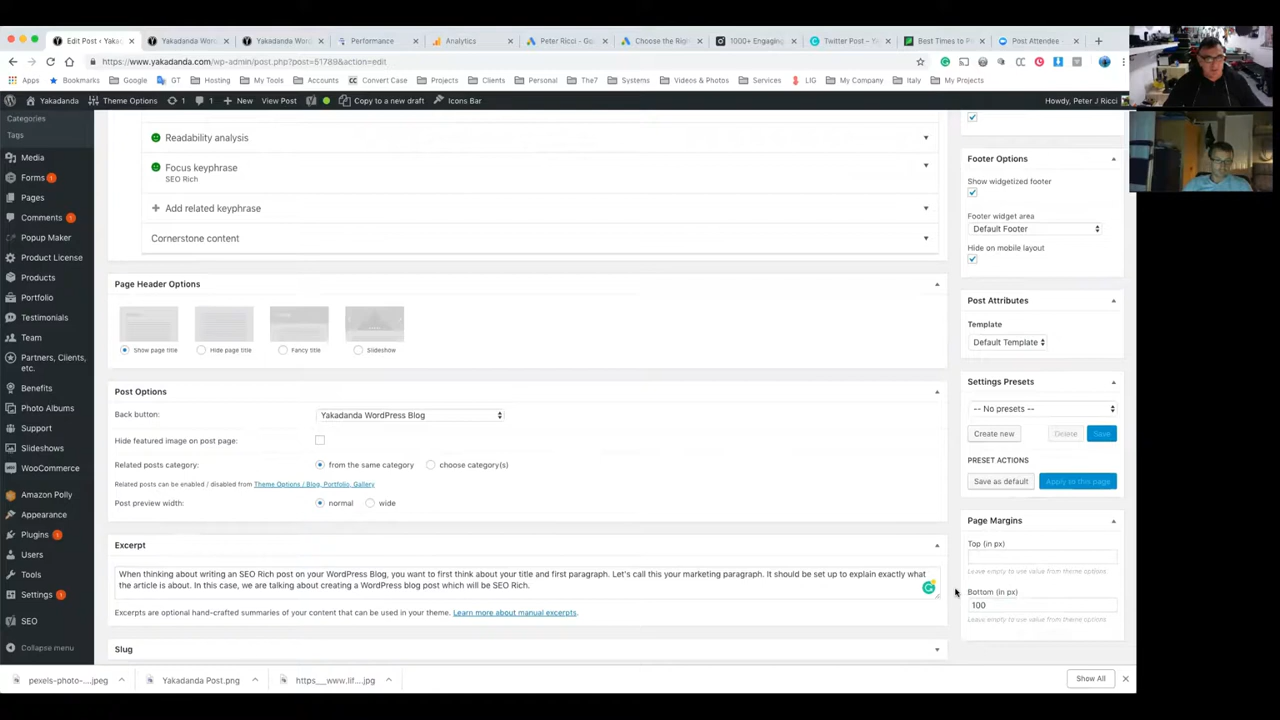 Edit Post ‹ Yaka
Yakadanda Wor
Yakadanda Wor
Performance
Analytics
Peter Ricci - Go
Choose the Righ
1000+ Engaging
Twitter Post -
Best Times to P
Post Attendee
https://www.yakadanda.com/wp-admin/post.php?post=51789&action=edit
Apps
Bookmarks
Google
GT
Hosting
My Tools
Accounts
Convert Case
Projects
Clients
Personal
The7
Systems
Videos & Photos
Services
LIG
My Company
Italy
My Projects
Yakadanda
Theme Options
1
1
New
View Post
Copy to a new draft
Icons Bar
Howdy, Peter J Ricci
Categories
Tags
Media
Forms 1
Pages
Comments 1
Popup Maker
Product License
Products
Portfolio
Testimonials
Team
Partners, Clients,
etc.
Benefits
Photo Albums
Support
Slideshows
WooCommerce
Amazon Polly
Appearance
Plugins 1
Users
Tools
Settings 1
SEO
Collapse menu
Readability analysis
Focus keyphrase
SEO Rich
Add related keyphrase
Cornerstone content
Page Header Options
Show page title
Hide page title
Fancy title
Slideshow
Post Options
Back button:
Yakadanda WordPress Blog
Hide featured image on post page:
Related posts category:
from the same category
choose category(s)
Related posts can be enabled / disabled from Theme Options / Blog, Portfolio, Gallery
Post preview width:
normal
wide
Excerpt
When thinking about writing an SEO Rich post on your WordPress Blog, you want to first think about your title and first paragraph. Let's call this your marketing paragraph. It should be set up to explain exactly what
the article is about. In this case, we are talking about creating a WordPress blog post which will be SEO Rich.
Excerpts are optional hand-crafted summaries of your content that can be used in your theme. Learn more about manual excerpts.
Slug
Footer Options
Show widgetized footer
Footer widget area
Default Footer
Hide on mobile layout
Post Attributes
Template
Default Template
Settings Presets
-- No presets --
Create new
Delete
Save
PRESET ACTIONS
Save as default
Apply to this page
Page Margins
Top (in px)
Leave empty to use value from theme options
Bottom (in px)
100
Leave empty to use value from theme options
pexels-photo-....jpeg
Yakadanda Post.png
https___www.lif....jpg
Show All